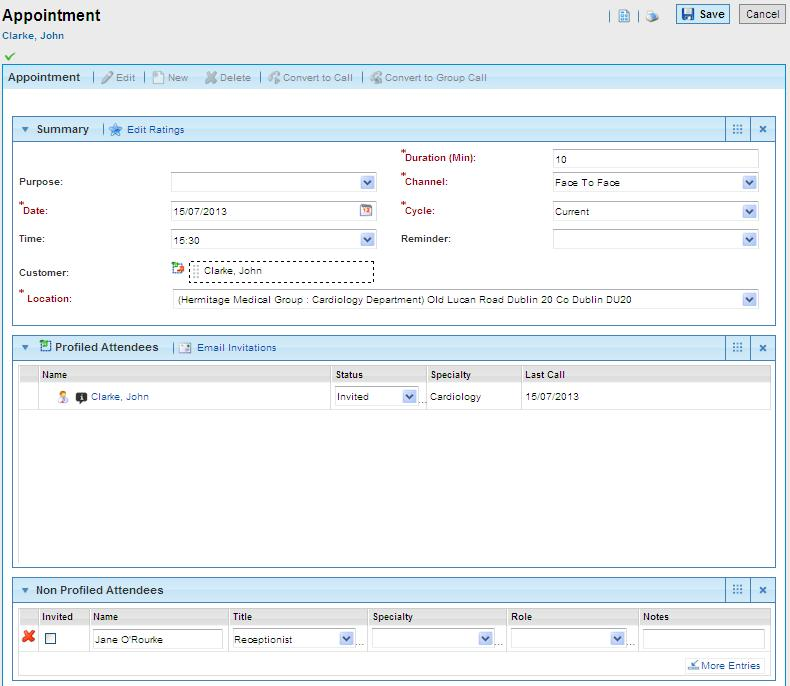 Appointment
Save Cancel
Clarke, John
Appointment Edit New Delete Convert to Call Convert to Group Call
Summary Edit Ratings
*Duration (Min): 10
Purpose: *Channel: Face To Face
*Date: 15/07/2013 *Cycle: Current
Time: 15:30 Reminder:
Customer: Clarke, John
*Location: (Hermitage Medical Group : Cardiology Department) Old Lucan Road Dublin 20 Co Dublin DU20
Profiled Attendees Email Invitations
Name Status Specialty Last Call
Clarke, John Invited ... Cardiology 15/07/2013
Non Profiled Attendees
Invited Name Title Specialty Role Notes
Jane O'Rourke Receptionist ... ... ...
More Entries